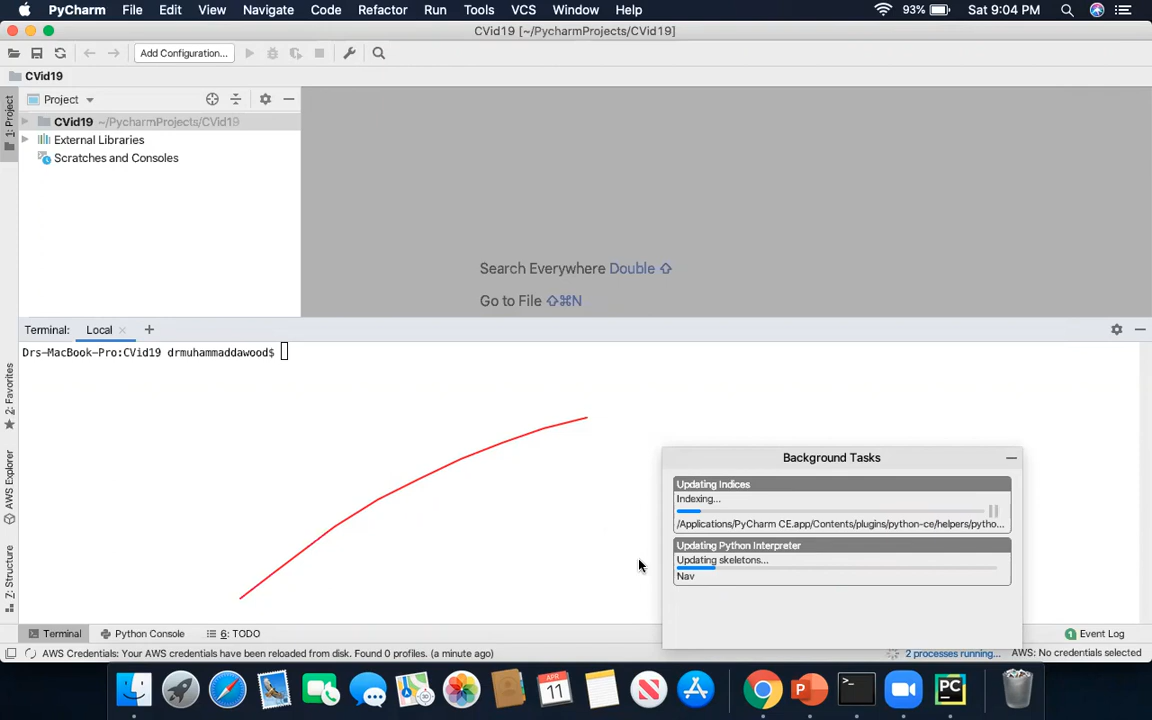 PyCharm File Edit View Navigate Code Refactor Run Tools VCS Window Help 93% Sat 9:04 PM
CVid19 [~/PycharmProjects/CVid19]
Add Configuration...
CVid19
Project
CVid19 ~/PycharmProjects/CVid19
External Libraries
Scratches and Consoles
1: Project
Search Everywhere Double ⇧
Go to File ⇧⌘N
Terminal: Local × +
Drs-MacBook-Pro:CVid19 drmuhammaddawood$
2: Favorites
AWS Explorer
Z: Structure
Background Tasks
Updating Indices
Indexing...
/Applications/PyCharm CE.app/Contents/plugins/python-ce/helpers/pytho...
Updating Python Interpreter
Updating skeletons...
Nav
Terminal Python Console 6: TODO 1 Event Log
AWS Credentials: Your AWS credentials have been reloaded from disk. Found 0 profiles. (a minute ago) 2 processes running... AWS: No credentials selected
APR
11
PC